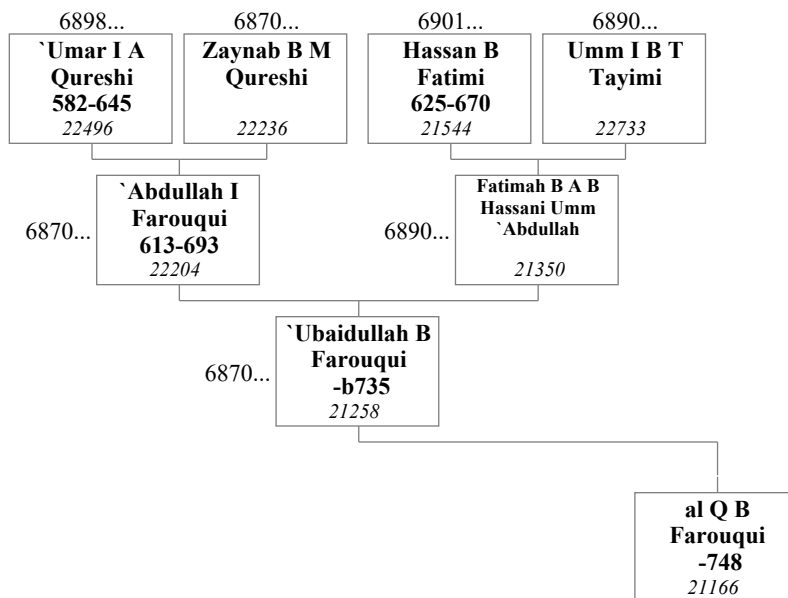 6898...
6870...
6901...
6890...
`Umar I A
Qureshi
582-645
22496
Zaynab B M
Qureshi
22236
Hassan B
Fatimi
625-670
21544
Umm I B T
Tayimi
22733
6870...
`Abdullah I
Farouqui
613-693
22204
6890...
Fatimah B A B
Hassani Umm
`Abdullah
21350
6870...
`Ubaidullah B
Farouqui
-b735
21258
al Q B
Farouqui
-748
21166